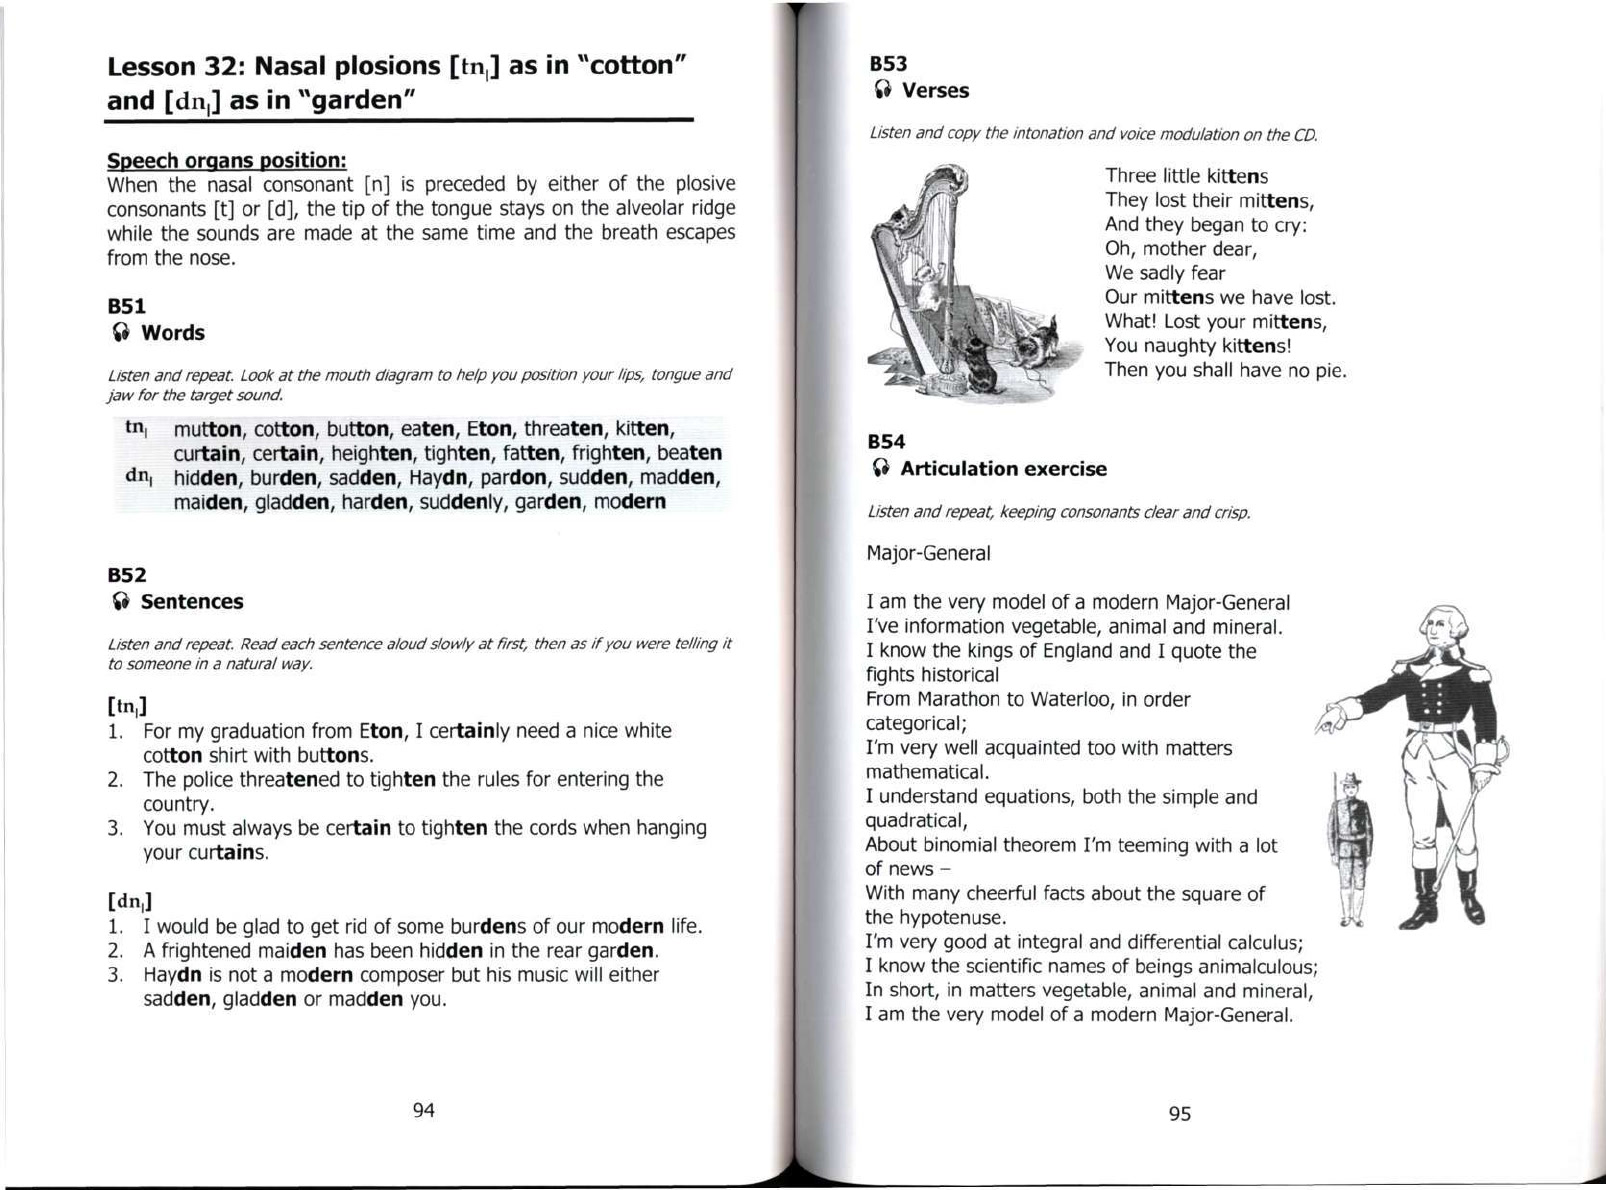 Lesson 32: Nasal plosions [tn̩] as in "cotton"
and [dn̩] as in "garden"
Speech organs position:
When the nasal consonant [n] is preceded by either of the plosive
consonants [t] or [d], the tip of the tongue stays on the alveolar ridge
while the sounds are made at the same time and the breath escapes
from the nose.
B51
Words
Listen and repeat. Look at the mouth diagram to help you position your lips, tongue and
jaw for the target sound.
tn̩ mutton, cotton, button, eaten, Eton, threaten, kitten,
curtain, certain, heighten, tighten, fatten, frighten, beaten
dn̩ hidden, burden, sadden, Haydn, pardon, sudden, madden,
maiden, gladden, harden, suddenly, garden, modern
B52
Sentences
Listen and repeat. Read each sentence aloud slowly at first, then as if you were telling it
to someone in a natural way.
[tn̩]
1. For my graduation from Eton, I certainly need a nice white
cotton shirt with buttons.
2. The police threatened to tighten the rules for entering the
country.
3. You must always be certain to tighten the cords when hanging
your curtains.
[dn̩]
1. I would be glad to get rid of some burdens of our modern life.
2. A frightened maiden has been hidden in the rear garden.
3. Haydn is not a modern composer but his music will either
sadden, gladden or madden you.
94
B53
Verses
Listen and copy the intonation and voice modulation on the CD.
Three little kittens
They lost their mittens,
And they began to cry:
Oh, mother dear,
We sadly fear
Our mittens we have lost.
What! Lost your mittens,
You naughty kittens!
Then you shall have no pie.
B54
Articulation exercise
Listen and repeat, keeping consonants clear and crisp.
Major-General
I am the very model of a modern Major-General
I've information vegetable, animal and mineral.
I know the kings of England and I quote the
fights historical
From Marathon to Waterloo, in order
categorical;
I'm very well acquainted too with matters
mathematical.
I understand equations, both the simple and
quadratical,
About binomial theorem I'm teeming with a lot
of news –
With many cheerful facts about the square of
the hypotenuse.
I'm very good at integral and differential calculus;
I know the scientific names of beings animalculous;
In short, in matters vegetable, animal and mineral,
I am the very model of a modern Major-General.
95